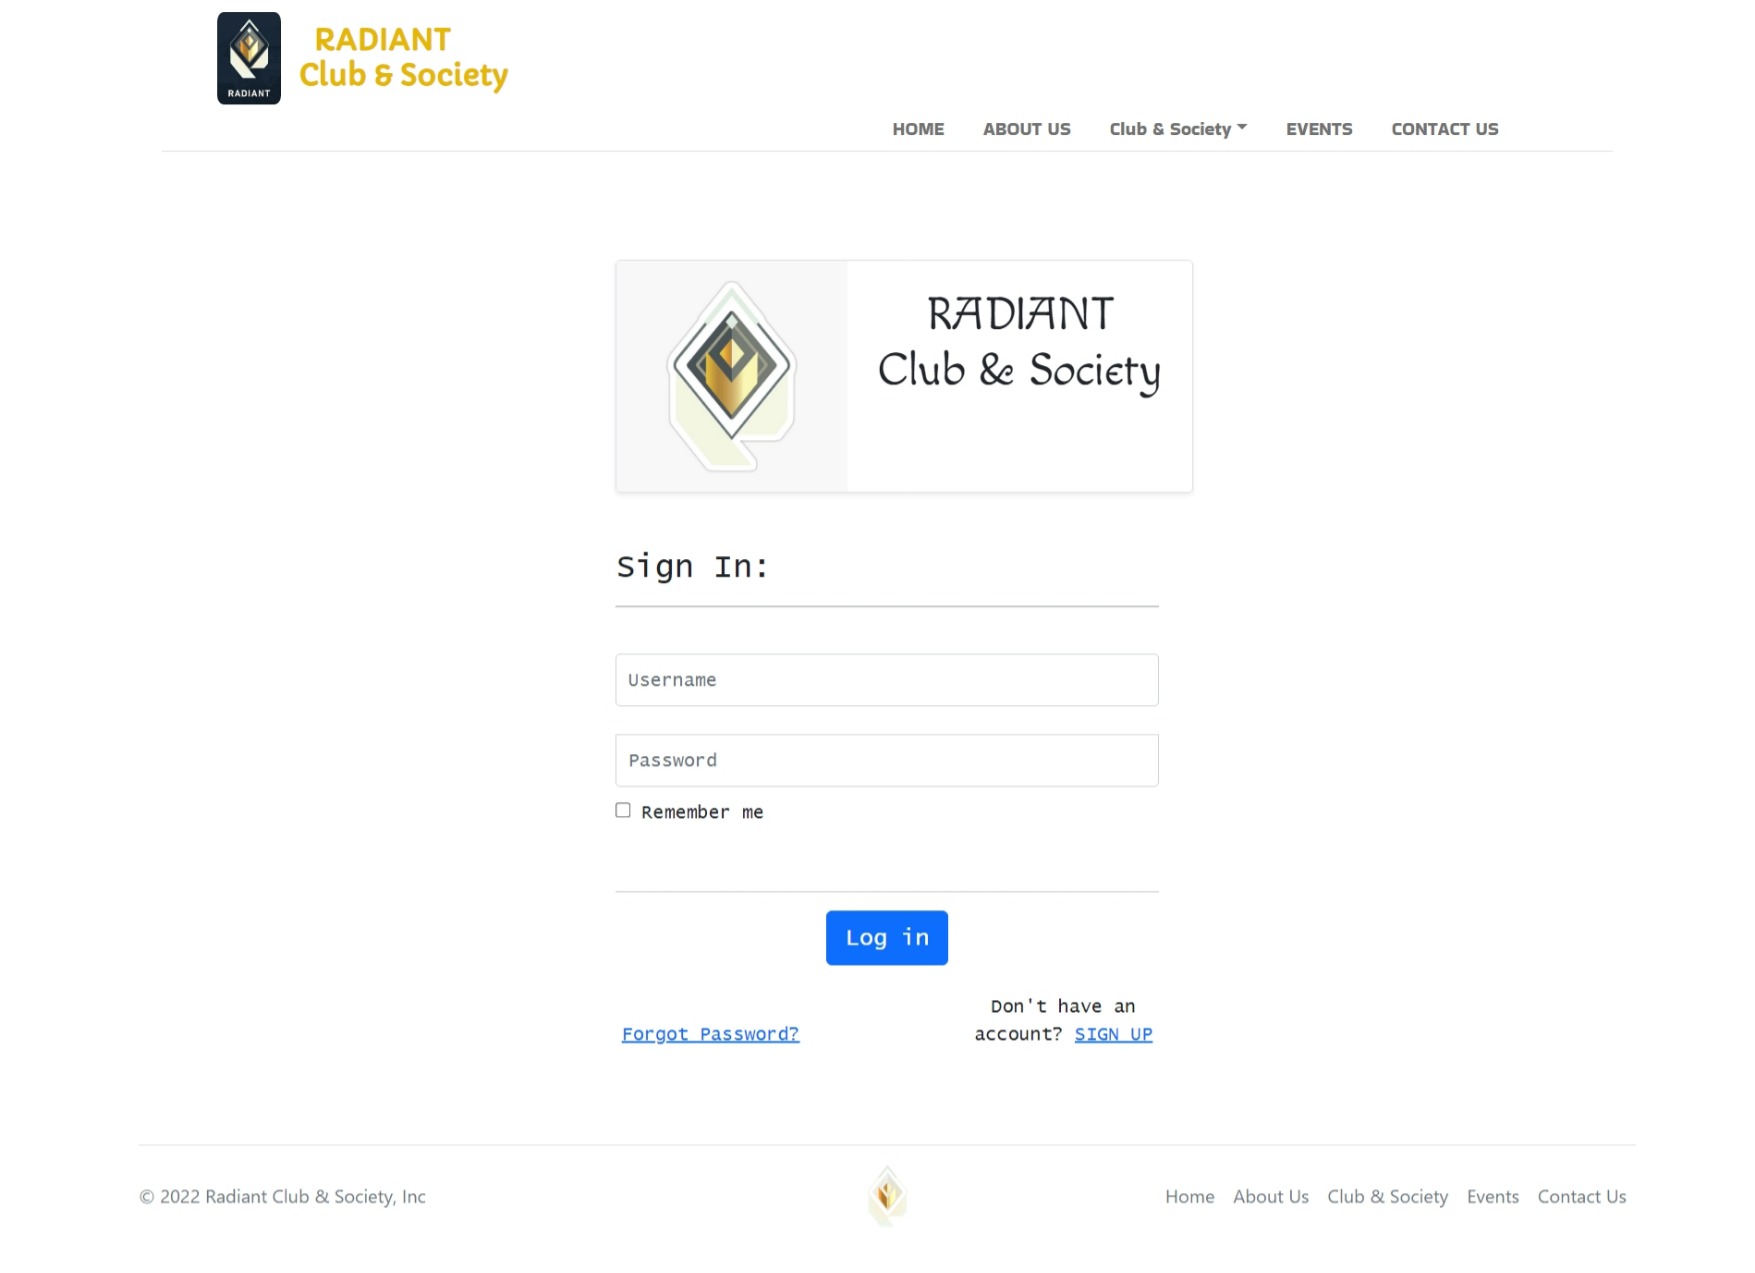 RADIANT
RADIANT
Club & Society
HOME ABOUT US Club & Society EVENTS CONTACT US
RADIANT
Club & Society
Sign In:
Username
Password
Remember me
Log in
Forgot Password?
Don't have an
account? SIGN UP
© 2022 Radiant Club & Society, Inc
Home About Us Club & Society Events Contact Us